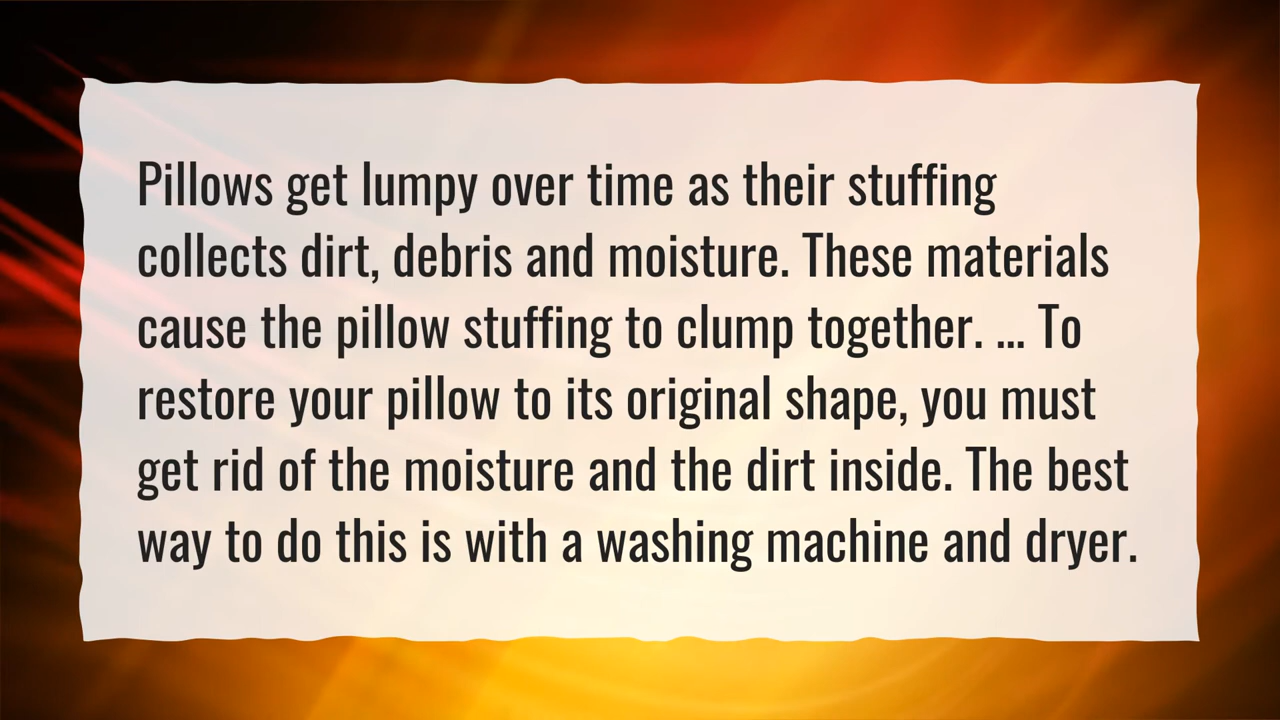 Pillows get lumpy over time as their stuffing
collects dirt, debris and moisture. These materials
cause the pillow stuffing to clump together. ... To
restore your pillow to its original shape, you must
get rid of the moisture and the dirt inside. The best
way to do this is with a washing machine and dryer.